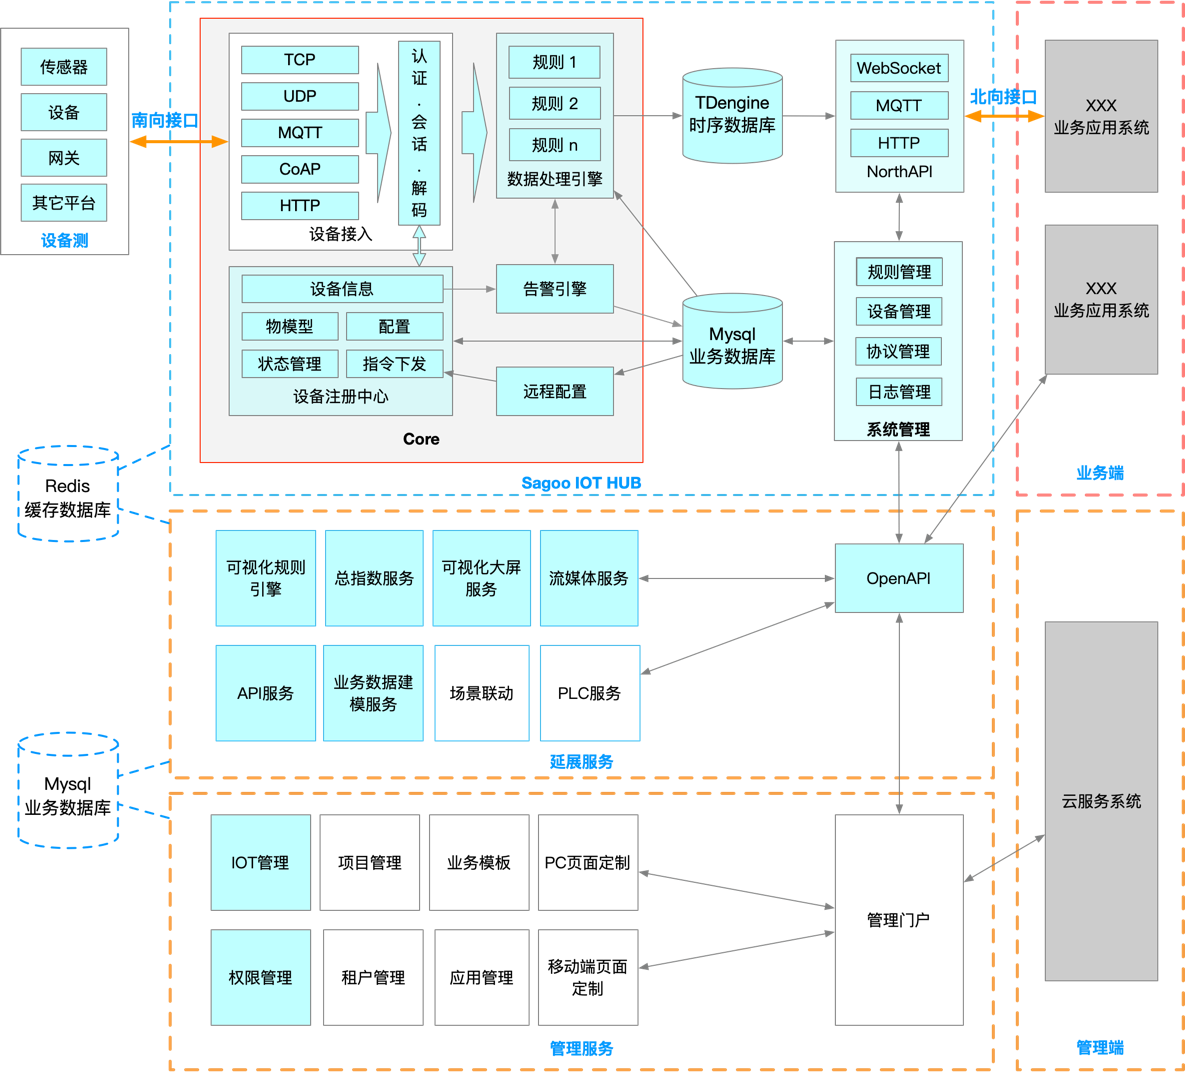 传感器
设备
网关
其它平台
设备测
南向接口
TCP
UDP
MQTT
CoAP
HTTP
设备接入
认
证
.
会
话
.
解
码
规则 1
规则 2
规则 n
数据处理引擎
设备信息
物模型
配置
状态管理
指令下发
设备注册中心
告警引擎
远程配置
Core
TDengine
时序数据库
Mysql
业务数据库
WebSocket
MQTT
HTTP
NorthAPI
规则管理
设备管理
协议管理
日志管理
系统管理
Sagoo IOT HUB
北向接口
XXX
业务应用系统
XXX
业务应用系统
业务端
Redis
缓存数据库
可视化规则
引擎
总指数服务
可视化大屏
服务
流媒体服务
OpenAPI
API服务
业务数据建
模服务
场景联动
PLC服务
延展服务
Mysql
业务数据库
IOT管理
项目管理
业务模板
PC页面定制
权限管理
租户管理
应用管理
移动端页面
定制
管理门户
管理服务
云服务系统
管理端